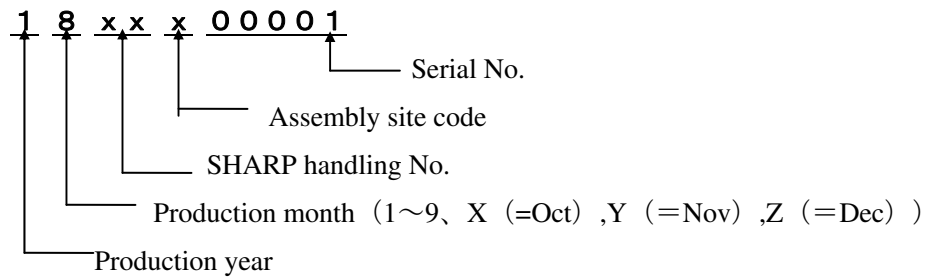 1 8 x x x 0 0 0 0 1
Serial No.
Assembly site code
SHARP handling No.
Production month（1～9、X（=Oct）,Y（＝Nov）,Z（＝Dec））
Production year